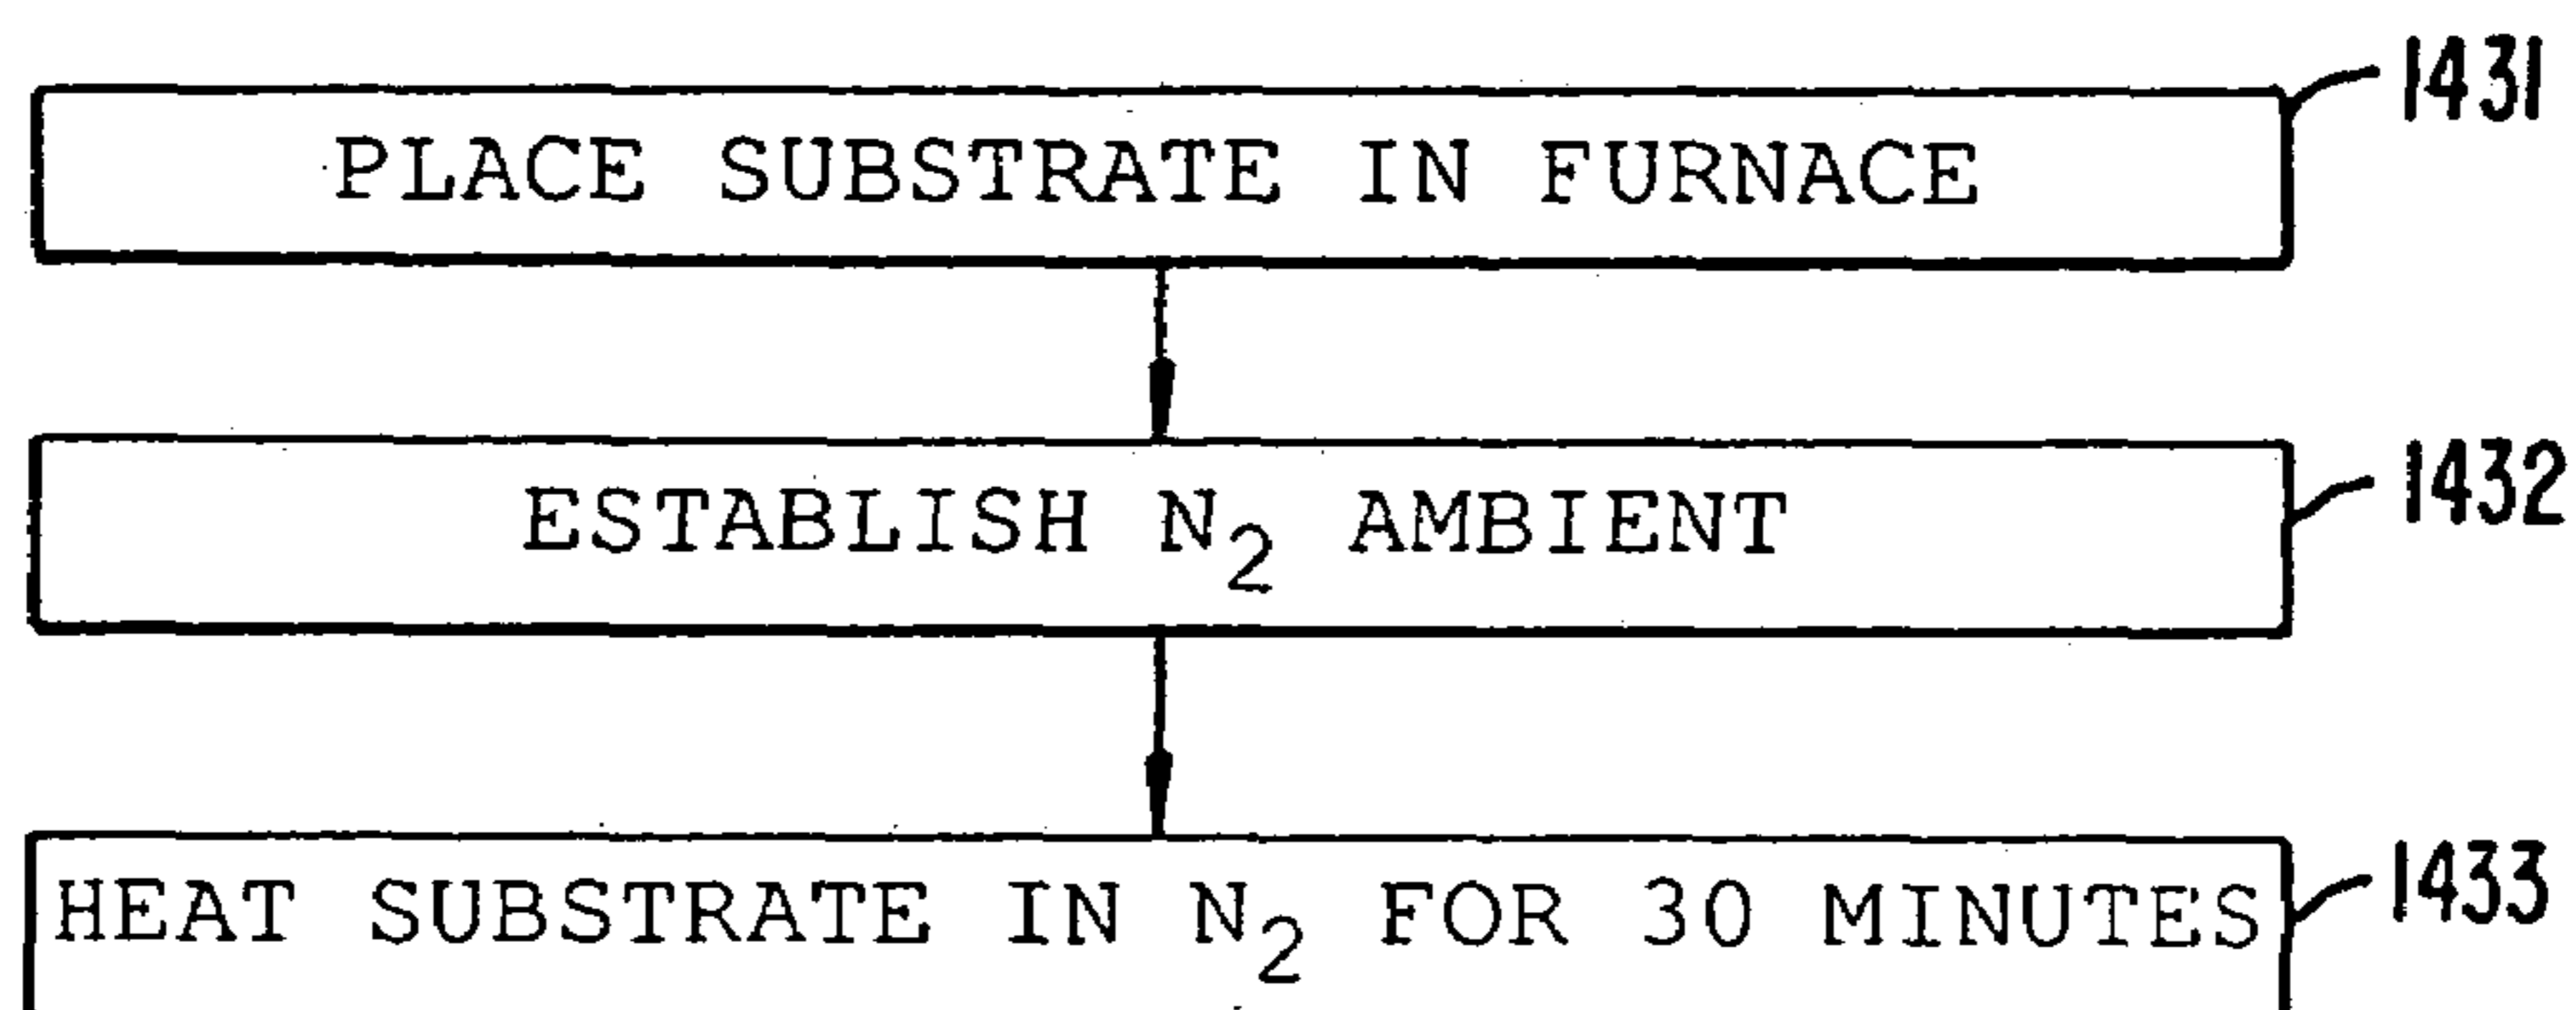 PLACE SUBSTRATE IN FURNACE 1431
ESTABLISH N₂ AMBIENT 1432
HEAT SUBSTRATE IN N₂ FOR 30 MINUTES 1433